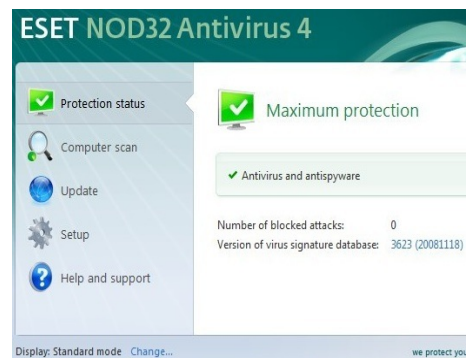 ESET NOD32 Antivirus 4
Protection status
Computer scan
Update
Setup
Help and support
Maximum protection
Antivirus and antispyware
Number of blocked attacks: 0
Version of virus signature database: 3623 (20081118)
Display: Standard mode Change...
we protect you